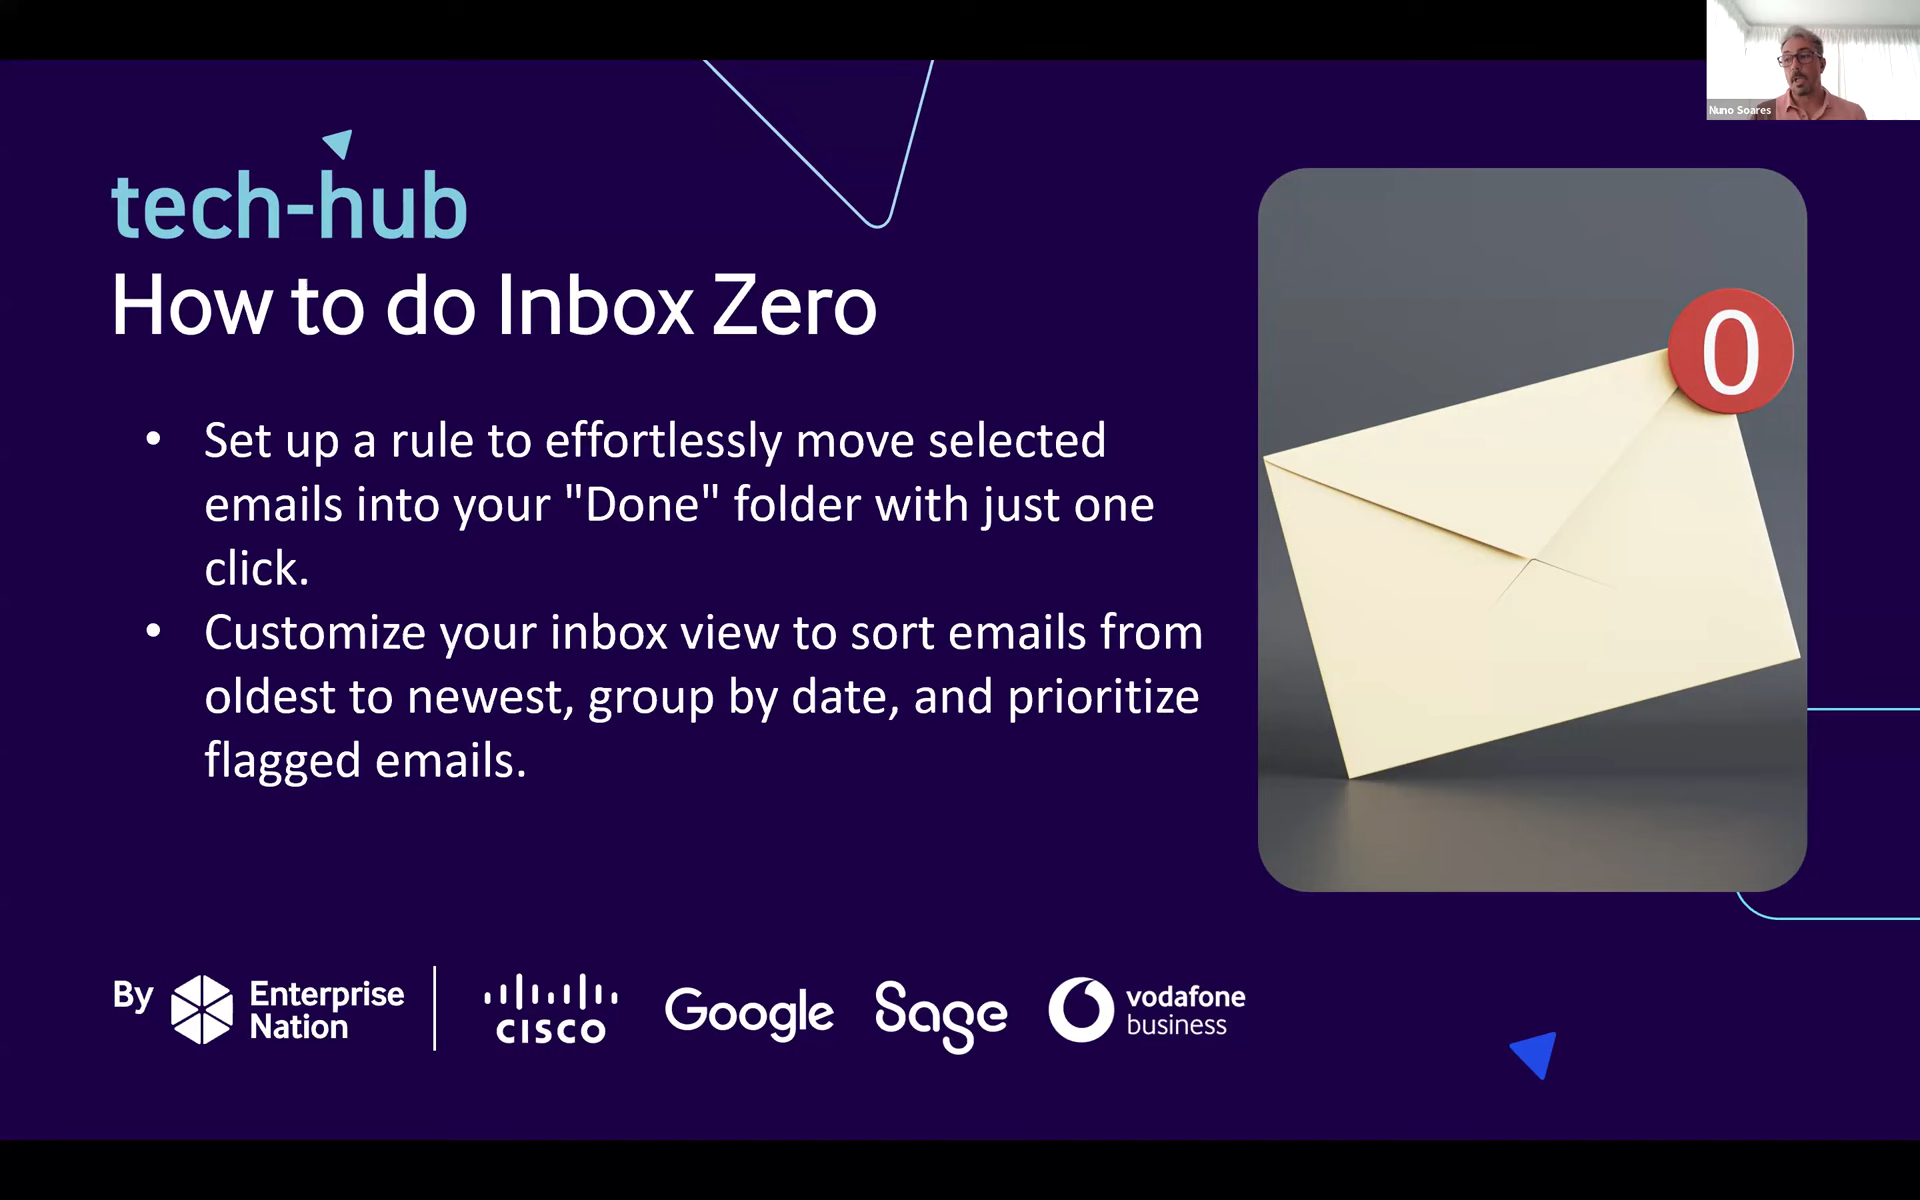 Nuno Soares
tech-hub
How to do Inbox Zero
0
• Set up a rule to effortlessly move selected
emails into your "Done" folder with just one
click.
• Customize your inbox view to sort emails from
oldest to newest, group by date, and prioritize
flagged emails.
By Enterprise Nation
cisco
Google
Sage
vodafone
business